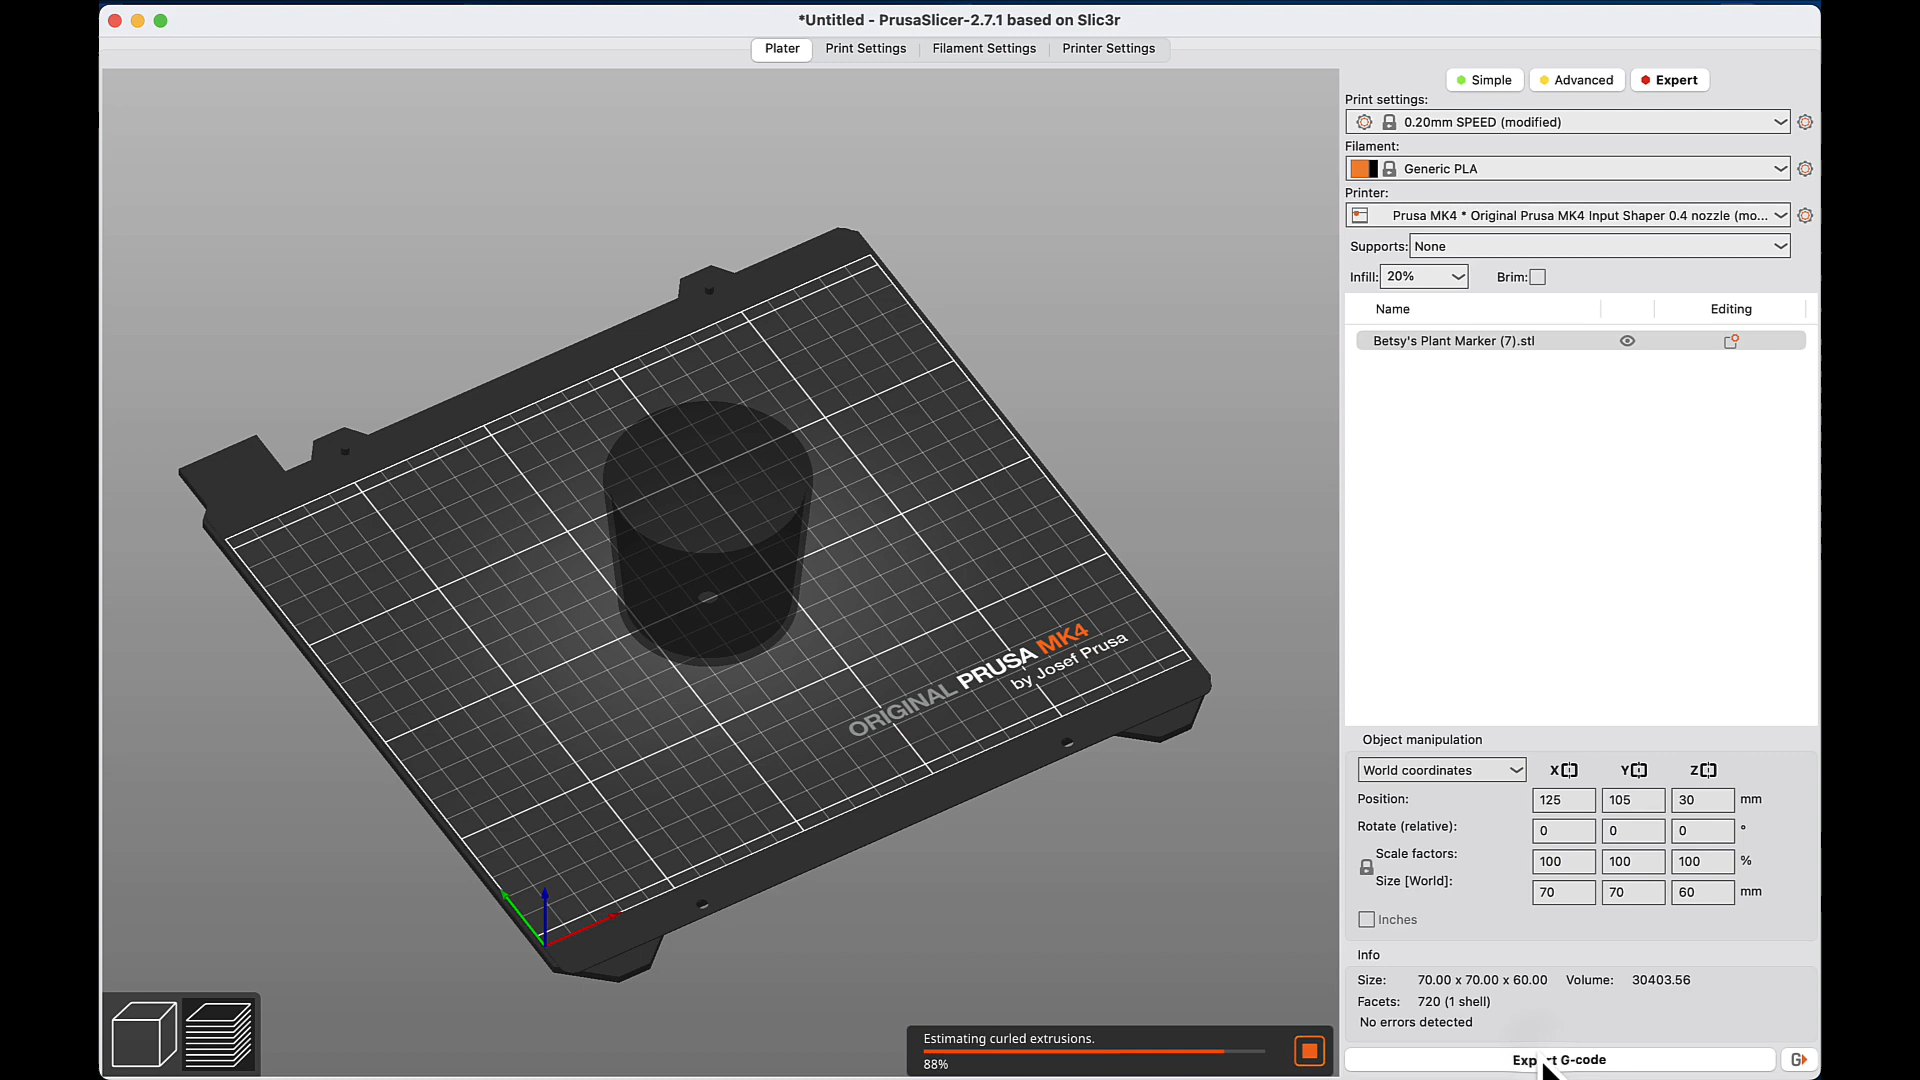 *Untitled - PrusaSlicer-2.7.1 based on Slic3r
Plater Print Settings Filament Settings Printer Settings
Simple Advanced Expert
Print settings:
0.20mm SPEED (modified)
Filament:
Generic PLA
Printer:
Prusa MK4 * Original Prusa MK4 Input Shaper 0.4 nozzle (mo...
Supports: None
Infill: 20% Brim:
Name Editing
Betsy's Plant Marker (7).stl
ORIGINAL PRUSA MK4
by Josef Prusa
Object manipulation
World coordinates X Y Z
Position: 125 105 30 mm
Rotate (relative): 0 0 0 °
Scale factors: 100 100 100 %
Size [World]: 70 70 60 mm
Inches
Info
Size: 70.00 x 70.00 x 60.00 Volume: 30403.56
Facets: 720 (1 shell)
No errors detected
Estimating curled extrusions.
88%
Export G-code
G